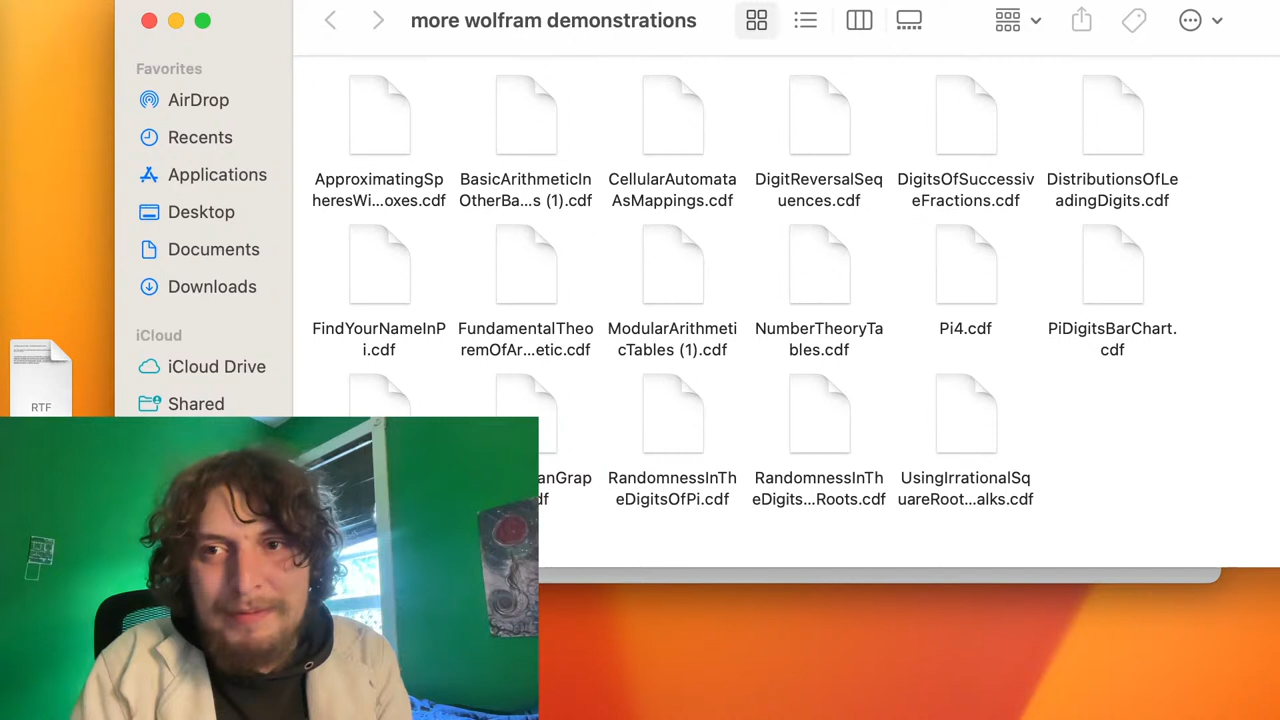 more wolfram demonstrations
Favorites
AirDrop
Recents
Applications
Desktop
Documents
Downloads
iCloud
iCloud Drive
Shared
RTF
ApproximatingSp
heresWi...oxes.cdf
BasicArithmeticIn
OtherBa...s (1).cdf
CellularAutomata
AsMappings.cdf
DigitReversalSeq
uences.cdf
DigitsOfSuccessiv
eFractions.cdf
DistributionsOfLe
adingDigits.cdf
FindYourNameInP
i.cdf
FundamentalTheo
remOfAr...etic.cdf
ModularArithmeti
cTables (1).cdf
NumberTheoryTa
bles.cdf
Pi4.cdf
PiDigitsBarChart.
cdf
anGrap
df
RandomnessInTh
eDigitsOfPi.cdf
RandomnessInTh
eDigits...Roots.cdf
UsingIrrationalSq
uareRoot...alks.cdf